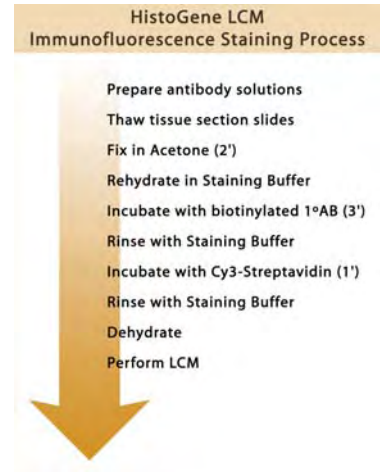 HistoGene LCM
Immunofluorescence Staining Process
Prepare antibody solutions
Thaw tissue section slides
Fix in Acetone (2')
Rehydrate in Staining Buffer
Incubate with biotinylated 1ºAB (3')
Rinse with Staining Buffer
Incubate with Cy3-Streptavidin (1')
Rinse with Staining Buffer
Dehydrate
Perform LCM